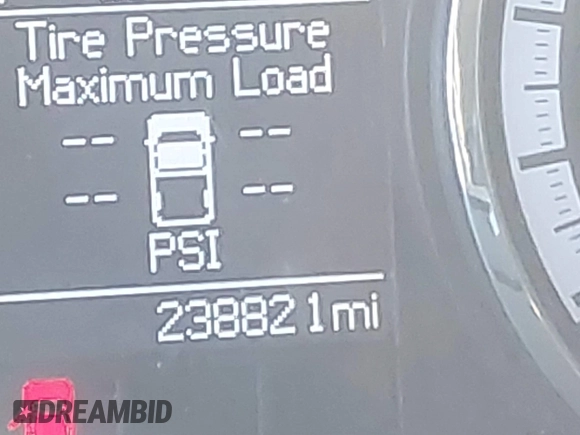 Tire Pressure
Maximum Load
-- --
-- --
PSI
238821mi
DREAMBID